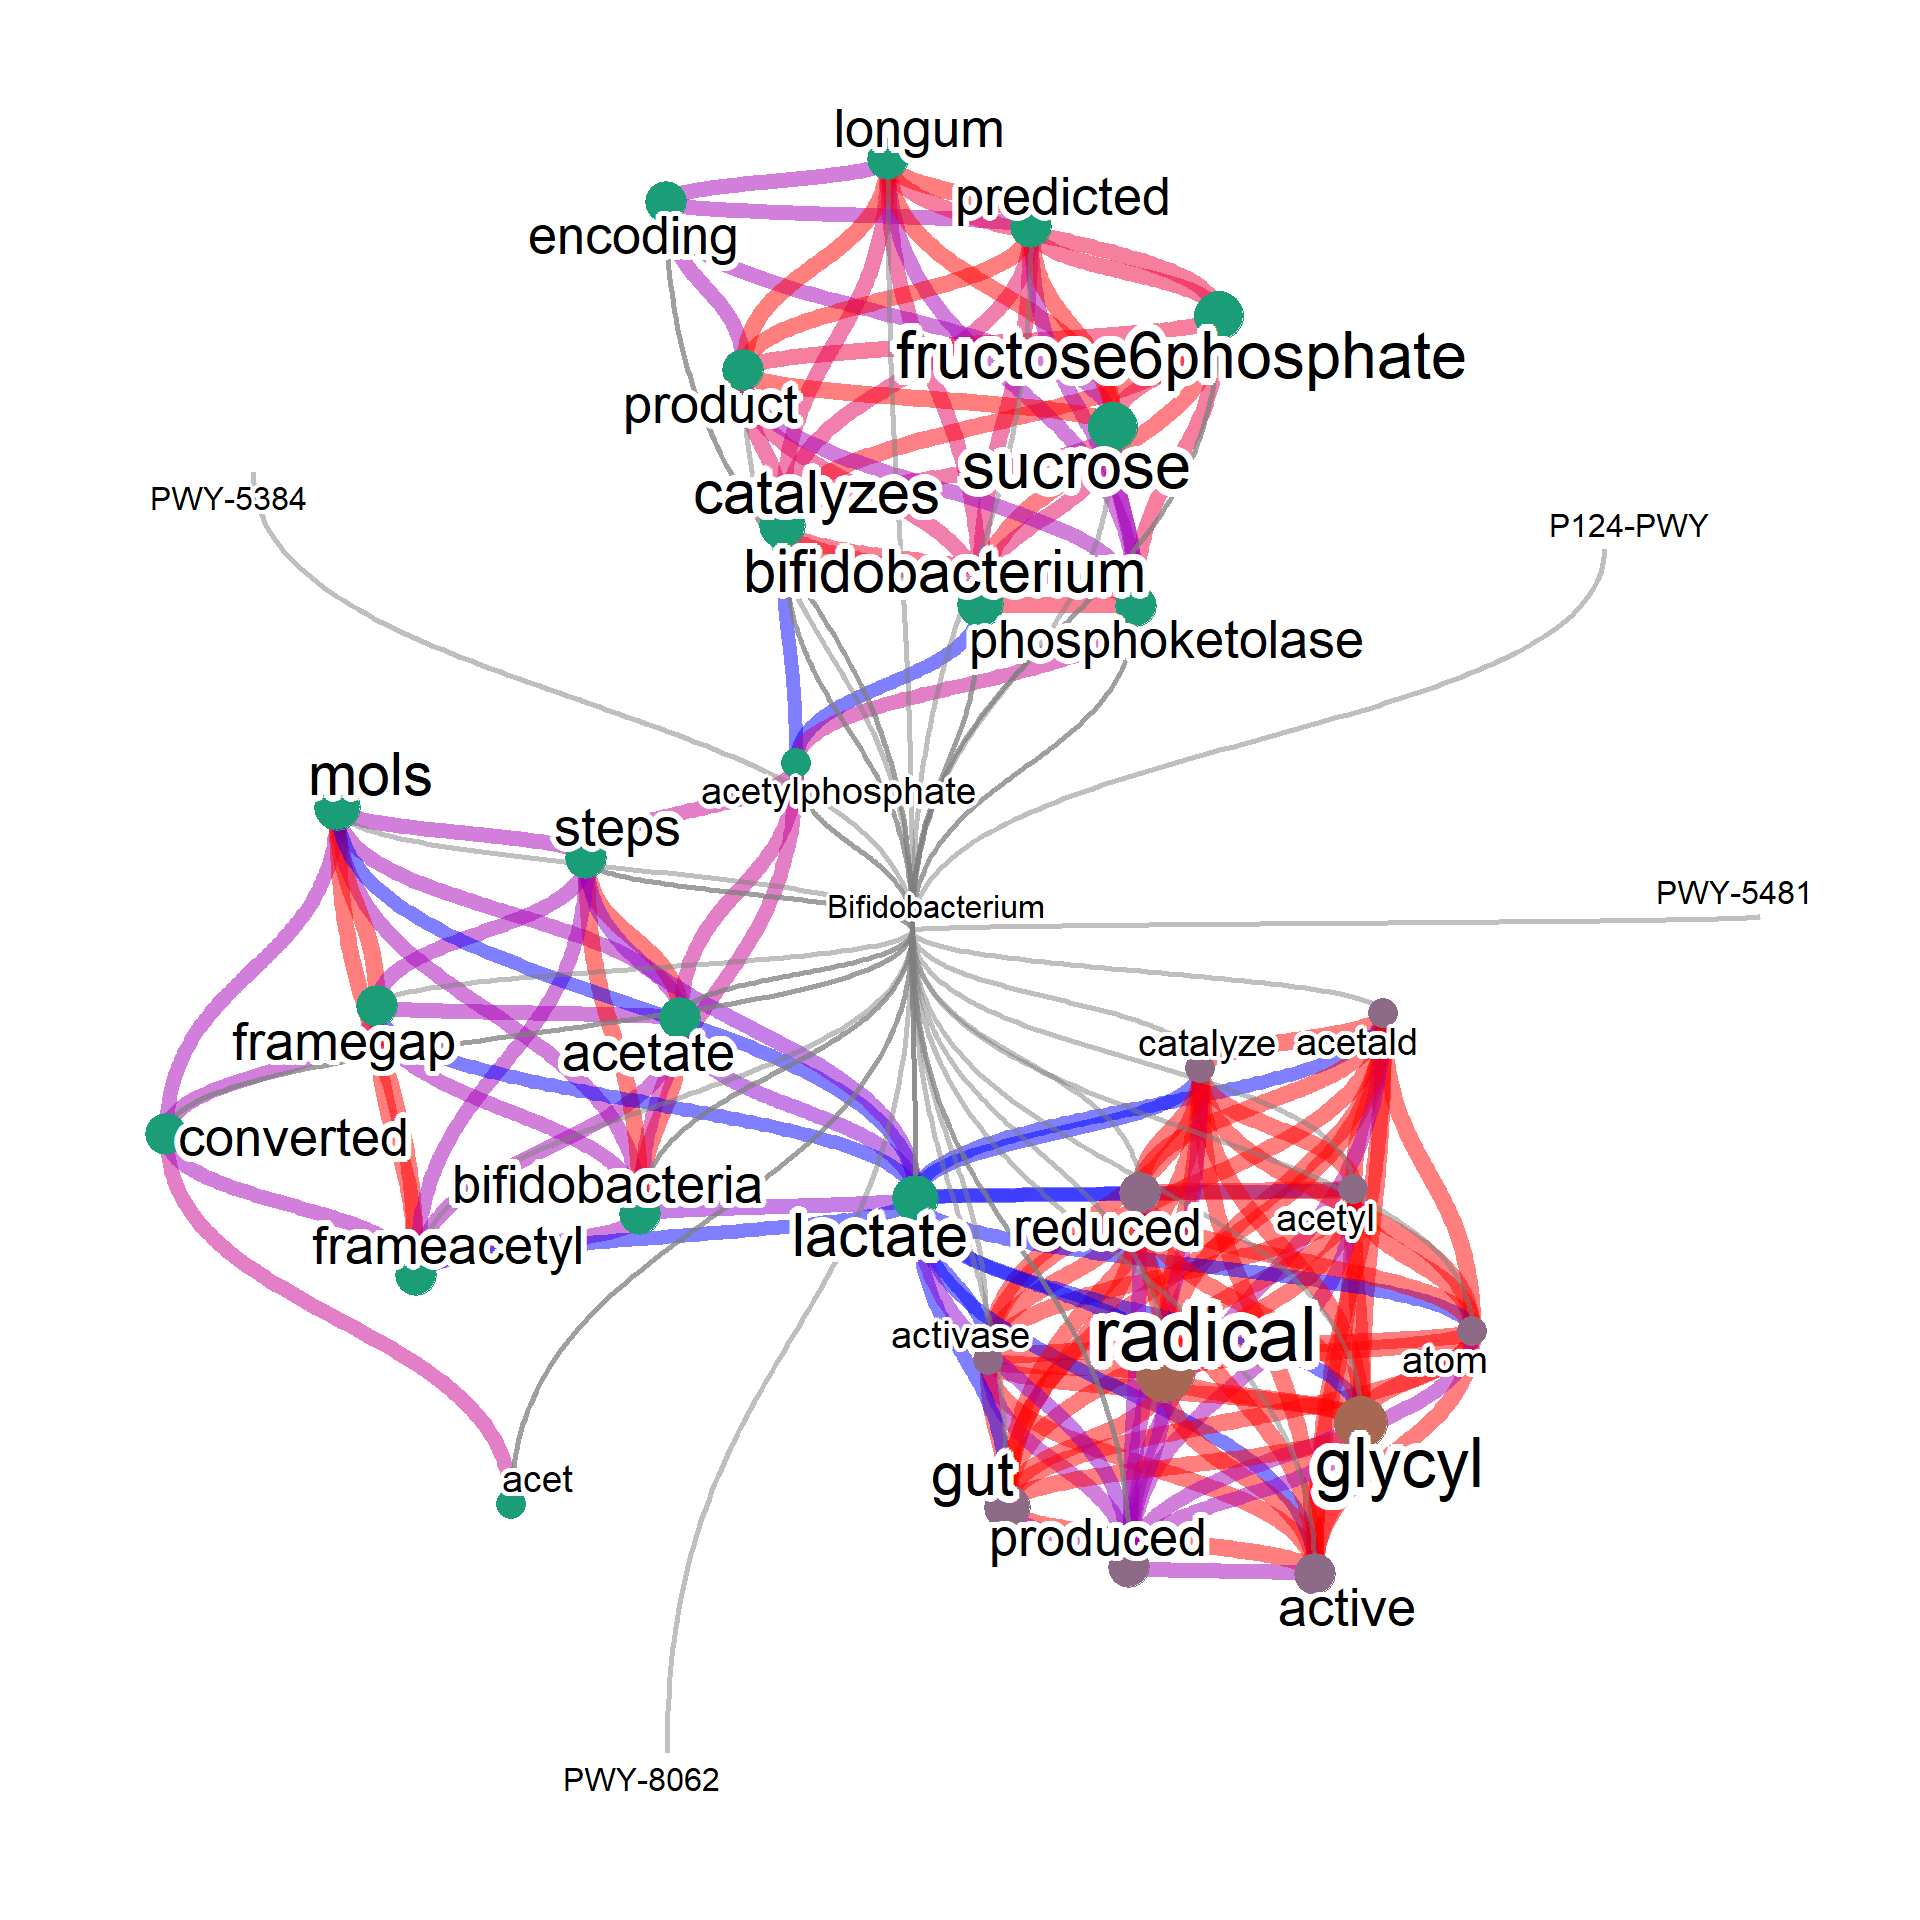 longum
predicted
encoding
fructose6phosphate
product
sucrose
catalyzes
PWY-5384
P124-PWY
bifidobacterium
phosphoketolase
mols
acetylphosphate
steps
PWY-5481
Bifidobacterium
framegap
acetate
catalyze
acetald
converted
bifidobacteria
lactate
reduced
acetyl
frameacetyl
activase
radical
atom
glycyl
gut
acet
produced
active
PWY-8062